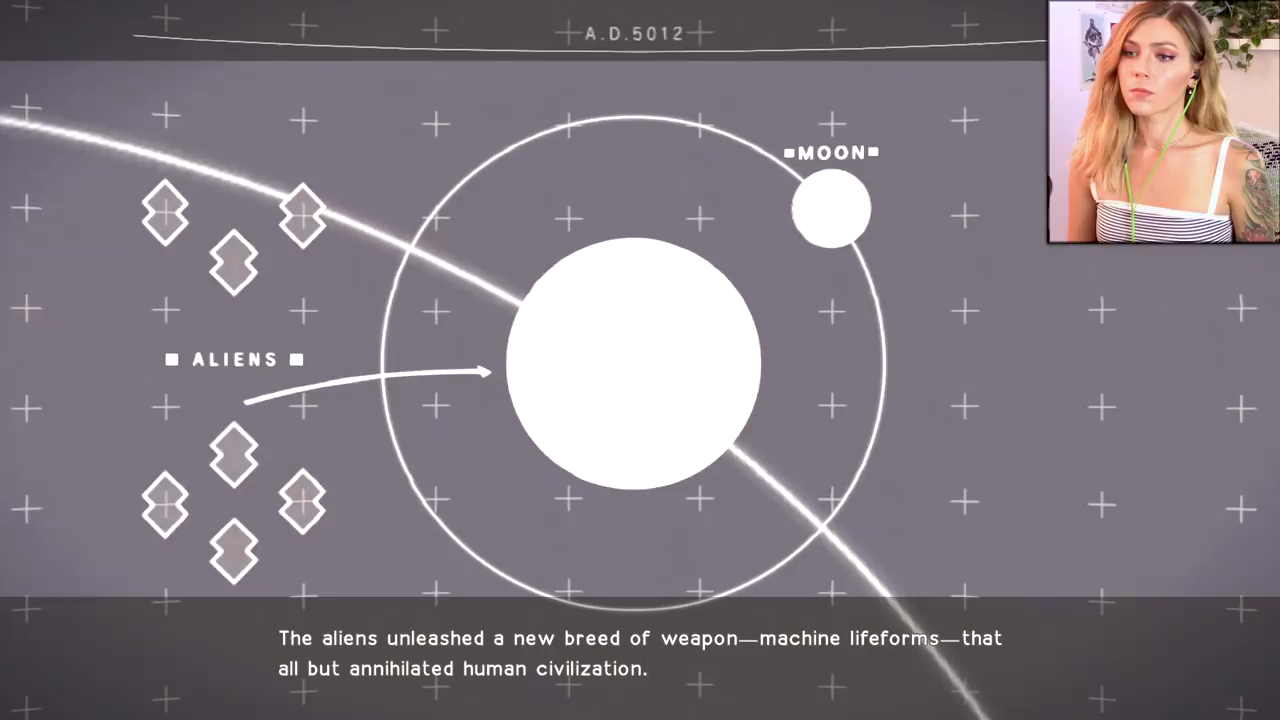 A.D.5012
MOON
ALIENS
The aliens unleashed a new breed of weapon—machine lifeforms—that
all but annihilated human civilization.